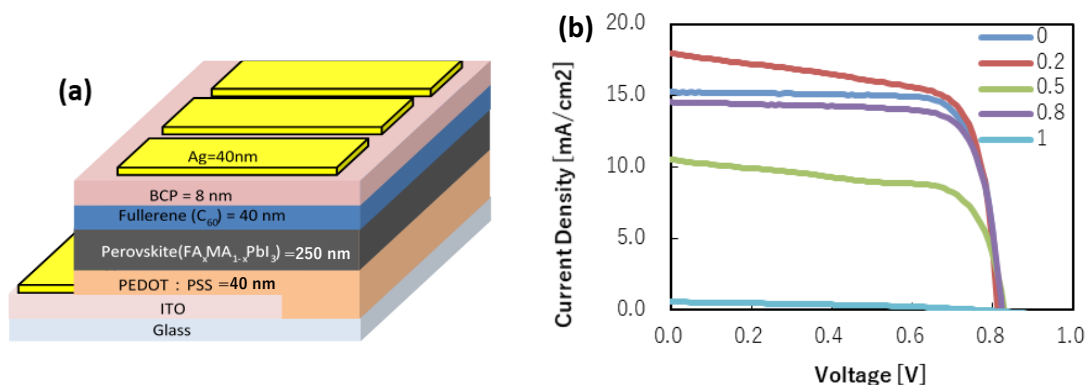 (a)
Ag=40nm
BCP = 8 nm
Fullerene (C₆₀) = 40 nm
Perovskite(FAₓMA₁₋ₓPbI₃) =250 nm
PEDOT : PSS =40 nm
ITO
Glass
(b)
Current Density [mA/cm2]
20.0
15.0
10.0
5.0
0.0
0.0 0.2 0.4 0.6 0.8 1.0
Voltage [V]
0
0.2
0.5
0.8
1